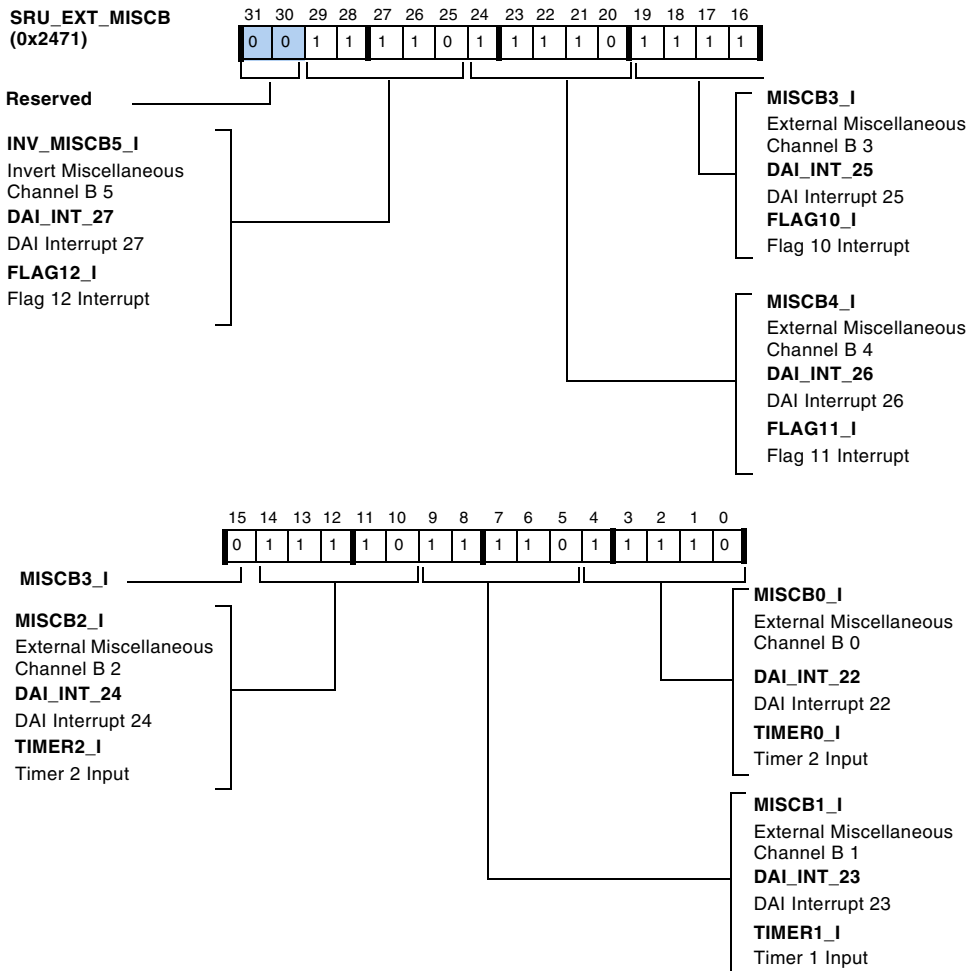 SRU_EXT_MISCB
(0x2471)
31 30 29 28 27 26 25 24 23 22 21 20 19 18 17 16
0 0 1 1 1 1 0 1 1 1 1 0 1 1 1 1
Reserved
INV_MISCB5_I
Invert Miscellaneous
Channel B 5
DAI_INT_27
DAI Interrupt 27
FLAG12_I
Flag 12 Interrupt
MISCB3_I
External Miscellaneous
Channel B 3
DAI_INT_25
DAI Interrupt 25
FLAG10_I
Flag 10 Interrupt
MISCB4_I
External Miscellaneous
Channel B 4
DAI_INT_26
DAI Interrupt 26
FLAG11_I
Flag 11 Interrupt
15 14 13 12 11 10 9 8 7 6 5 4 3 2 1 0
0 1 1 1 1 0 1 1 1 1 0 1 1 1 1 0
MISCB3_I
MISCB2_I
External Miscellaneous
Channel B 2
DAI_INT_24
DAI Interrupt 24
TIMER2_I
Timer 2 Input
MISCB0_I
External Miscellaneous
Channel B 0
DAI_INT_22
DAI Interrupt 22
TIMER0_I
Timer 2 Input
MISCB1_I
External Miscellaneous
Channel B 1
DAI_INT_23
DAI Interrupt 23
TIMER1_I
Timer 1 Input